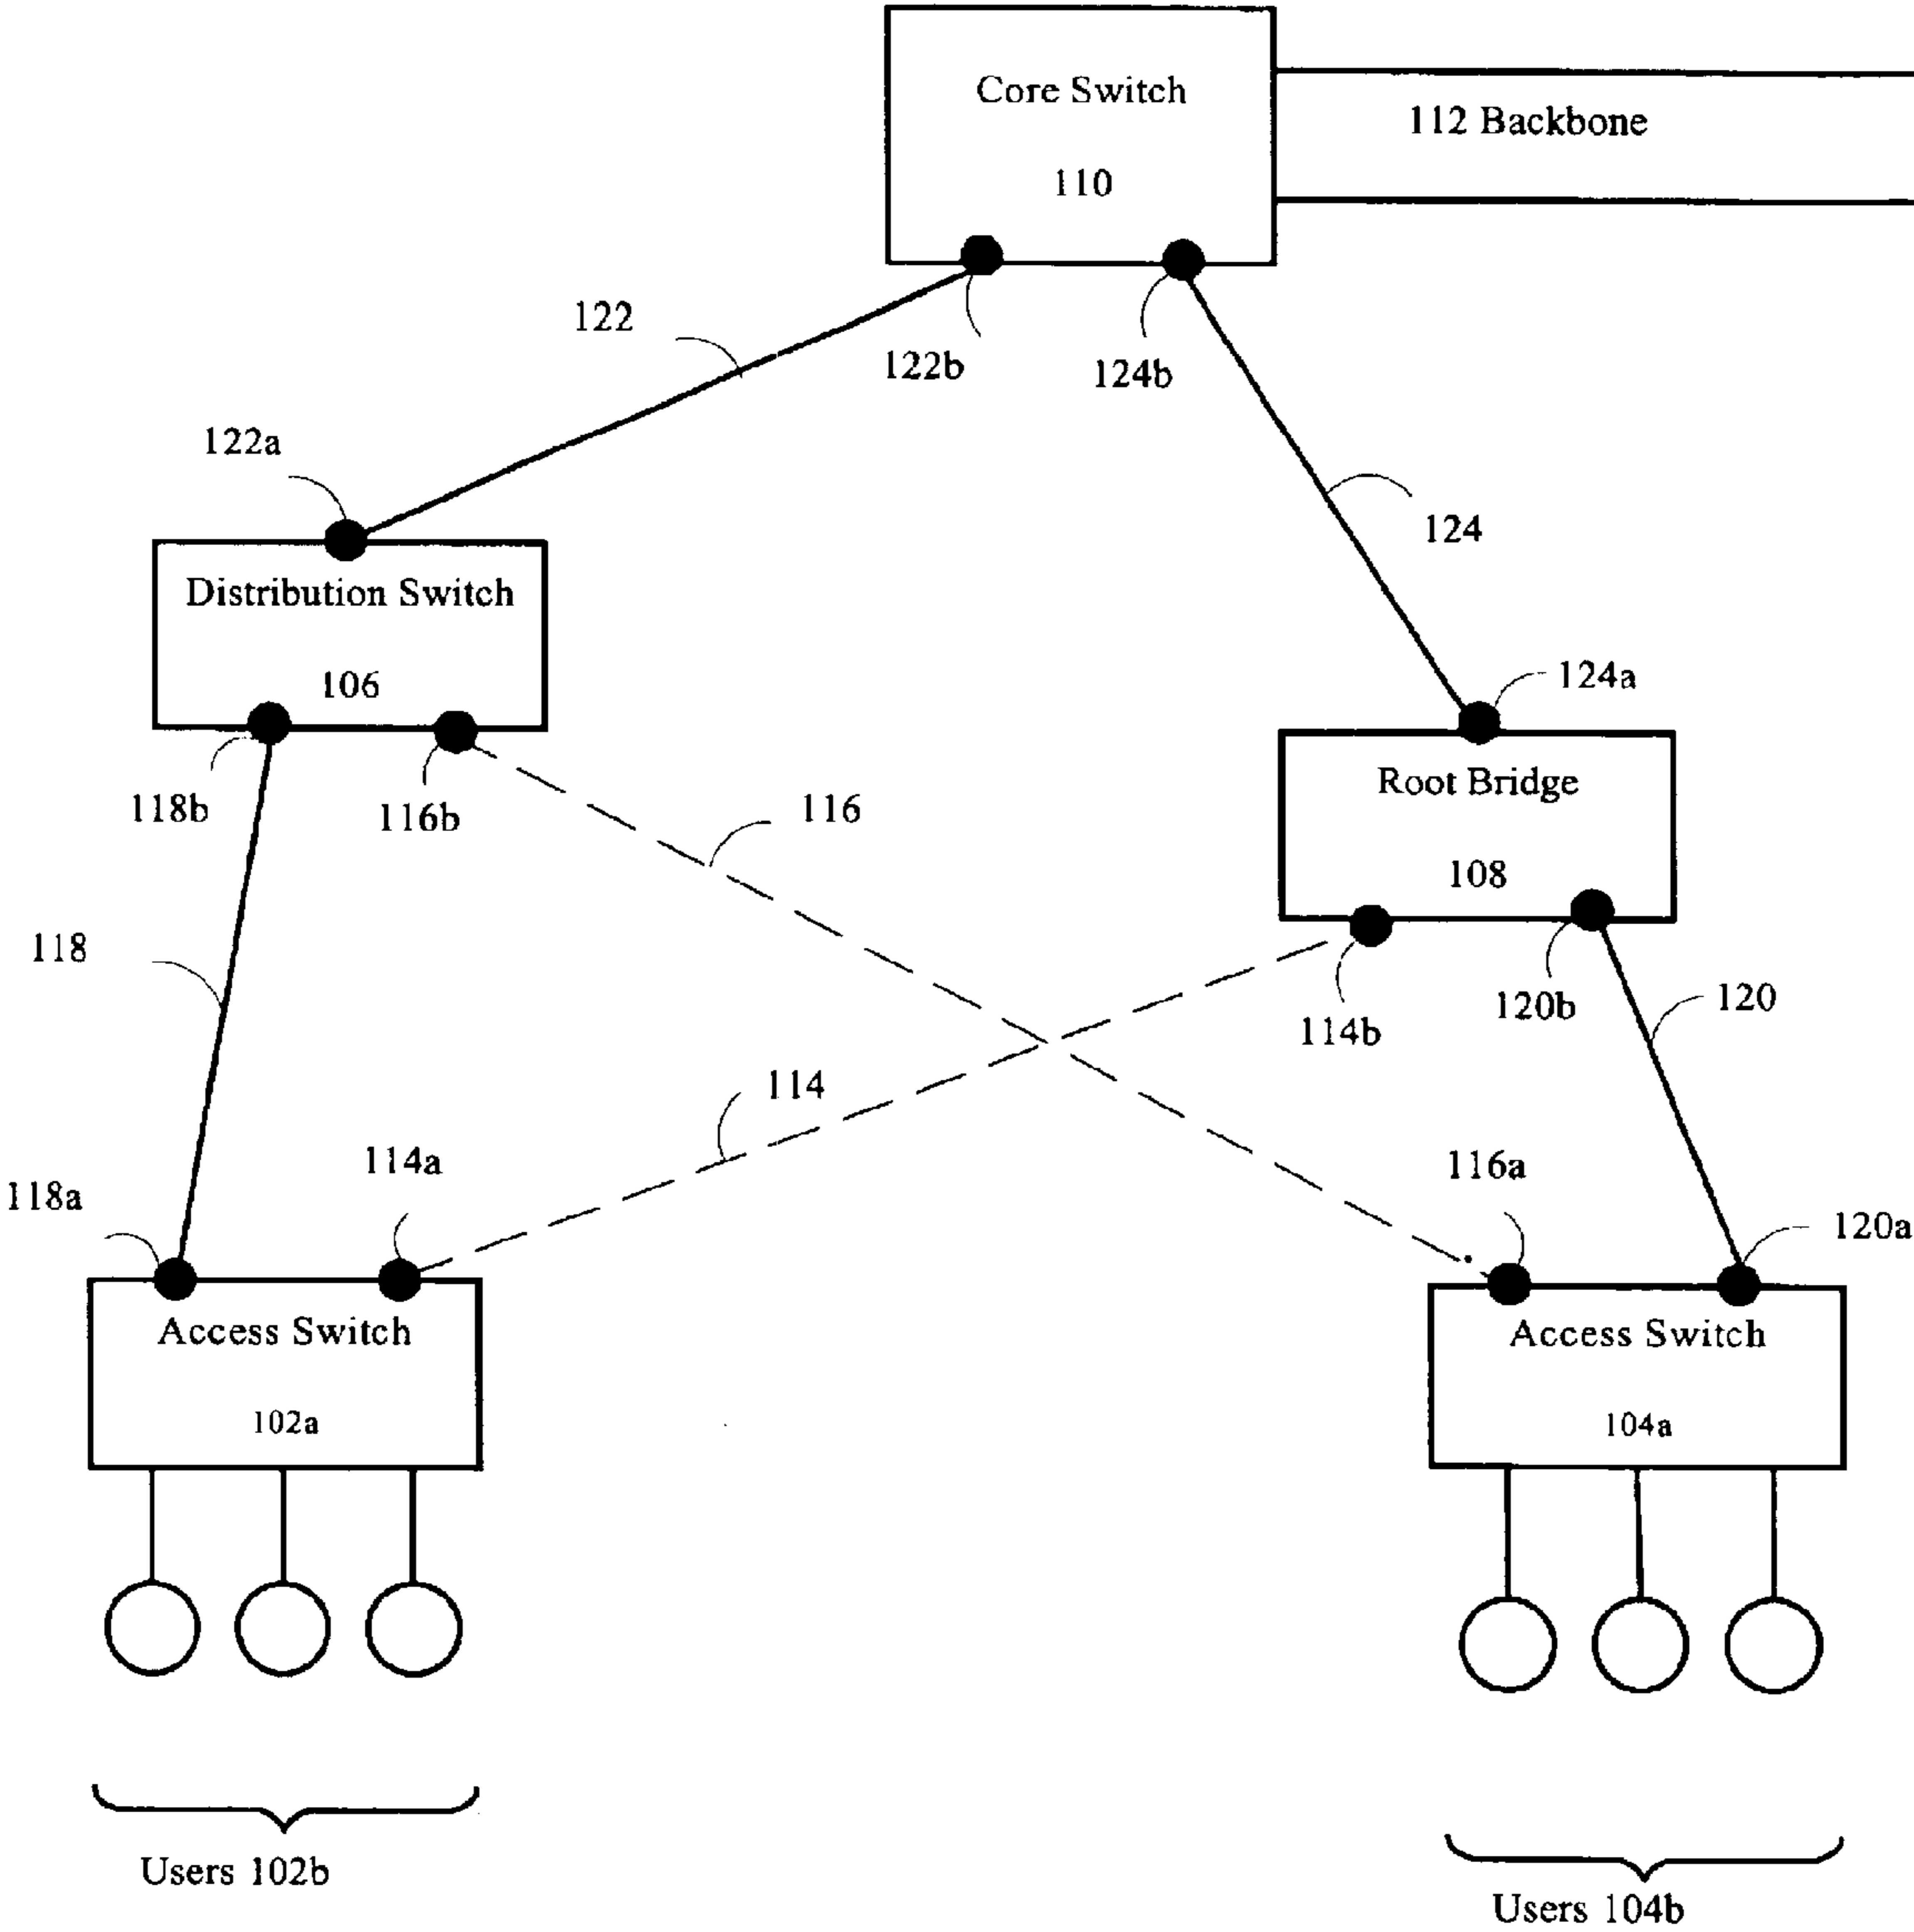 Core Switch
110
112 Backbone
122
122b
124b
122a
124
Distribution Switch
106
124a
Root Bridge
108
118b
116b
116
118
114b
120b
120
114
114a
116a
118a
120a
Access Switch
102a
Access Switch
104a
Users 102b
Users 104b